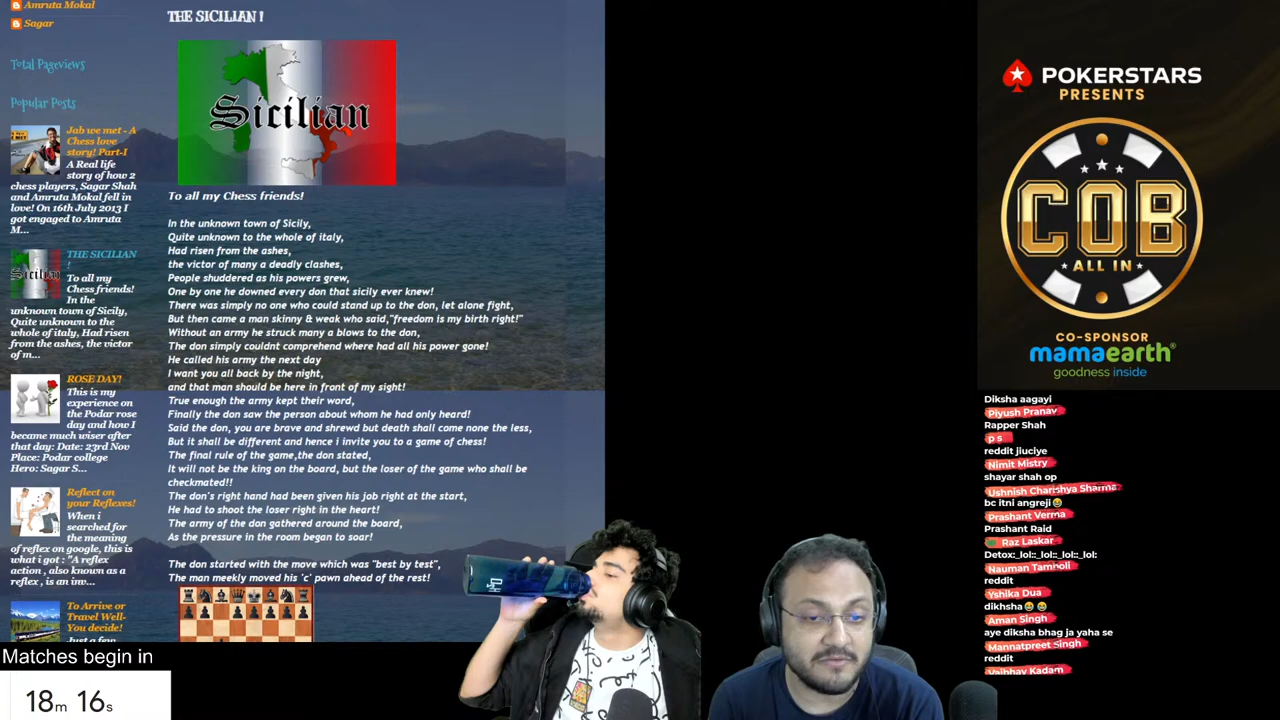 Amruta Mokal
Sagar
Total Pageviews
Popular Posts
Jab we met - A
Chess love
story! Part-I
A Real life
story of how 2
chess players, Sagar Shah
and Amruta Mokal fell in
love! On 16th July 2013 I
got engaged to Amruta
M...
THE SICILIAN
!
To all my
Chess friends!
In the
unknown town of Sicily,
Quite unknown to the whole
of italy, Had risen
from the ashes, the victor
of m...
ROSE DAY!
This is my
experience on
the Podar rose
day and how I
became much wiser after
that day: Date: 23rd Nov
Place: Podar college
Hero: Sagar S...
Reflect on
your Reflexes!
When i
searched for
the meaning
of reflex on google, this is
what i got : "A reflex
action , also known as a
reflex , is an inv...
To Arrive or
Travel Well-
You decide!
Just a few
THE SICILIAN !
Sicilian
To all my Chess friends!
In the unknown town of Sicily,
Quite unknown to the whole of italy,
Had risen from the ashes,
the victor of many a deadly clashes,
People shuddered as his powers grew,
One by one he downed every don that sicily ever knew!
There was simply no one who could stand up to the don, let alone fight,
But then came a man skinny & weak who said,"freedom is my birth right!"
Without an army he struck many a blows to the don,
The don simply couldnt comprehend where had all his power gone!
He called his army the next day
I want you all back by the night,
and that man should be here in front of my sight!
True enough the army kept their word,
Finally the don saw the person about whom he had only heard!
Said the don, you are brave and shrewd but death shall come none the less,
But it shall be different and hence i invite you to a game of chess!
The final rule of the game,the don stated,
It will not be the king on the board, but the loser of the game who shall be
checkmated!!
The don's right hand had been given his job right at the start,
He had to shoot the loser right in the heart!
The army of the don gathered around the board,
As the pressure in the room began to soar!
The don started with the move which was "best by test",
The man meekly moved his 'c' pawn ahead of the rest!
Matches begin in
18m 16s
POKERSTARS
PRESENTS
COB
ALL IN
CO-SPONSOR
mamaearth
goodness inside
Diksha aagayi
Piyush Pranav
Rapper Shah
p s
reddit jiuciye
Nimit Mistry
shayar shah op
Ushnish Charishya Sharma
bc itni angreji
Prashant Verma
Prashant Raid
Raz Laskar
Detox:_lol::_lol::_lol::_lol:
Nauman Tamboli
reddit
Yshika Dua
dikhsha
Aman Singh
aye diksha bhag ja yaha se
Mannatpreet Singh
reddit
Vaibhav Kadam